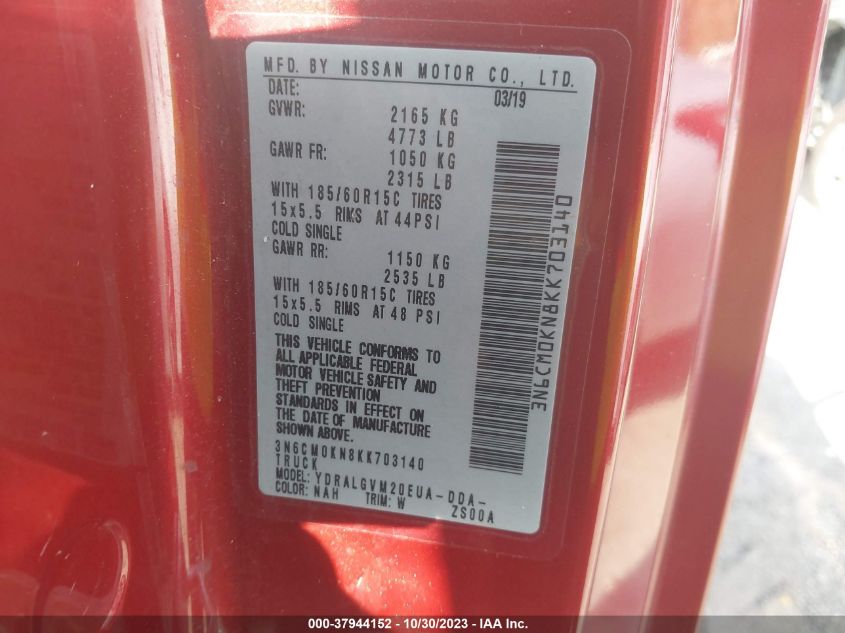 MFD. BY NISSAN MOTOR CO., LTD.
DATE: 03/19
GVWR: 2165 KG
4773 LB
GAWR FR: 1050 KG
2315 LB
WITH 185/60R15C TIRES
15x5.5 RIMS AT 44PSI
COLD SINGLE
GAWR RR: 1150 KG
2535 LB
WITH 185/60R15C TIRES
15x5.5 RIMS AT 48 PSI
COLD SINGLE
THIS VEHICLE CONFORMS TO
ALL APPLICABLE FEDERAL
MOTOR VEHICLE SAFETY AND
THEFT PREVENTION
STANDARDS IN EFFECT ON
THE DATE OF MANUFACTURE
SHOWN ABOVE.
3N6CM0KN8KK703140
TRUCK
MODEL: YDRALGVM20EUA-DDA-
COLOR: NAH TRIM: W ZS00A
3N6CM0KN8KK703140
000-37944152 - 10/30/2023 - IAA Inc.